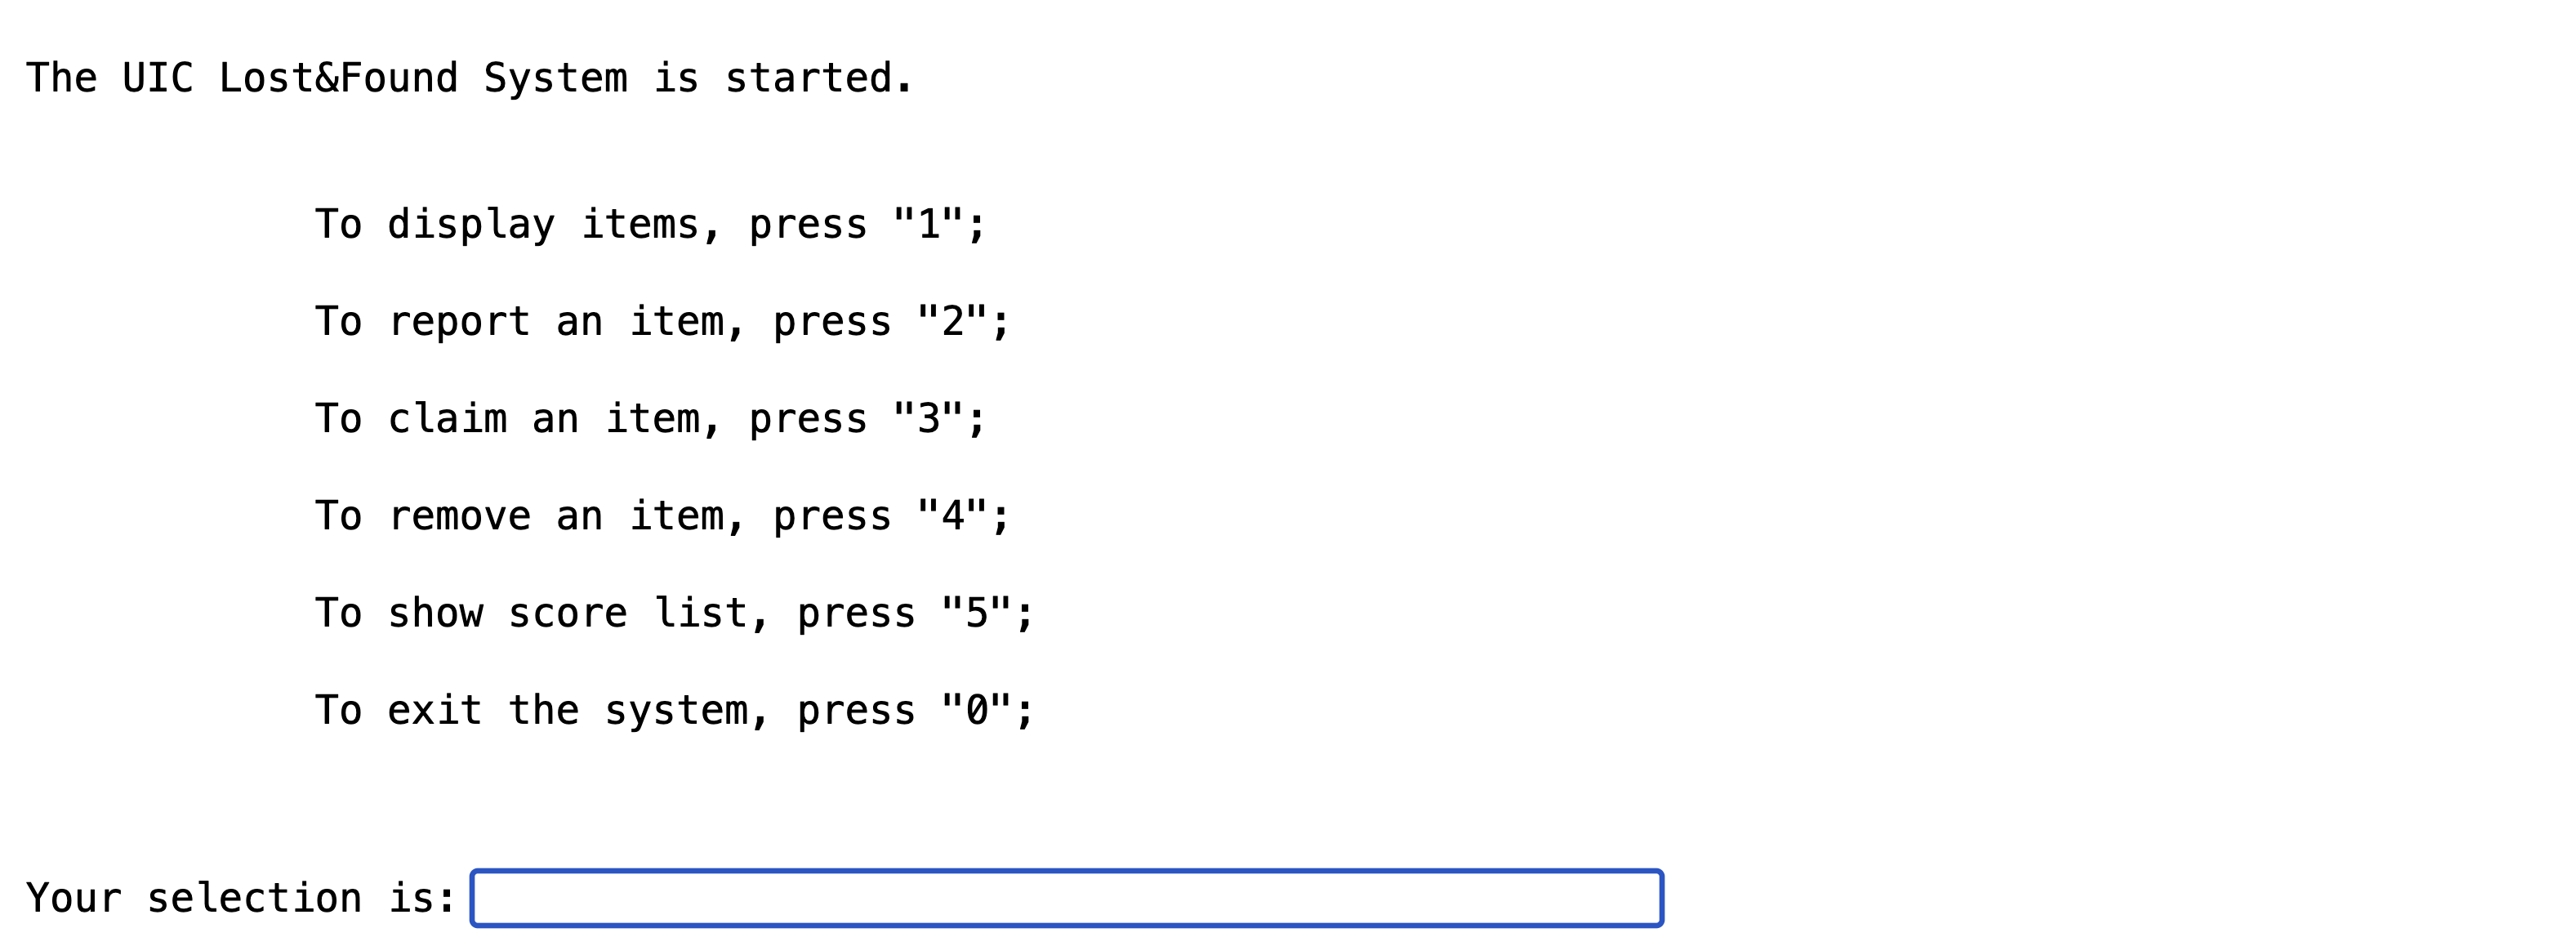 The UIC Lost&Found System is started.
To display items, press "1";
To report an item, press "2";
To claim an item, press "3";
To remove an item, press "4";
To show score list, press "5";
To exit the system, press "0";
Your selection is: